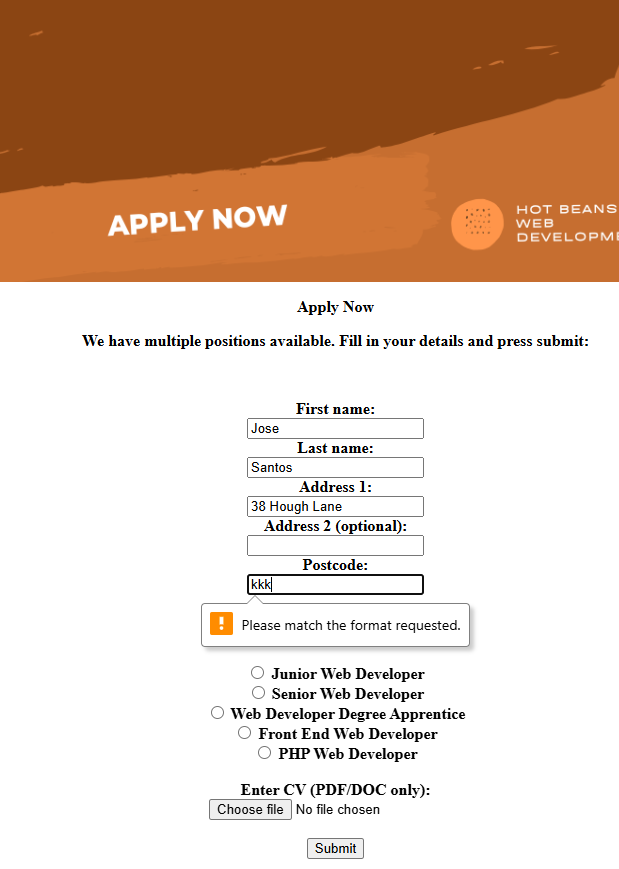 APPLY NOW
HOT BEANS
WEB
Apply Now
We have multiple positions available. Fill in your details and press submit:
First name:
Jose
Last name:
Santos
Address 1:
38 Hough Lane
Address 2 (optional):
Postcode:
kkk
! Please match the format requested.
Junior Web Developer
Senior Web Developer
Web Developer Degree Apprentice
Front End Web Developer
PHP Web Developer
Enter CV (PDF/DOC only):
Choose file No file chosen
Submit